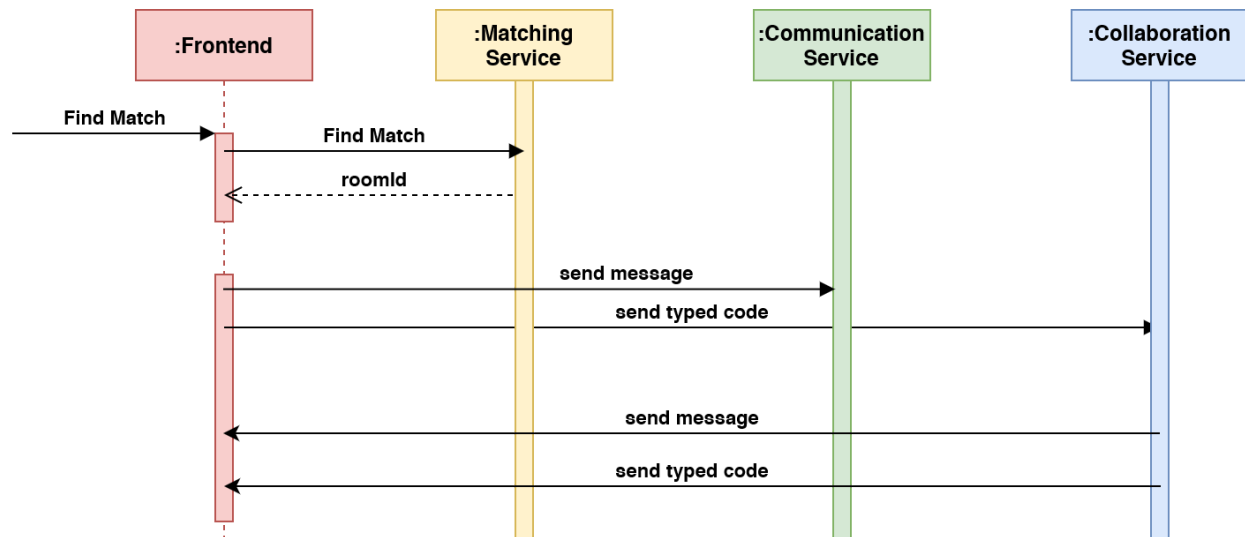 :Frontend
:Matching
Service
:Communication
Service
:Collaboration
Service
Find Match
Find Match
roomId
send message
send typed code
send message
send typed code